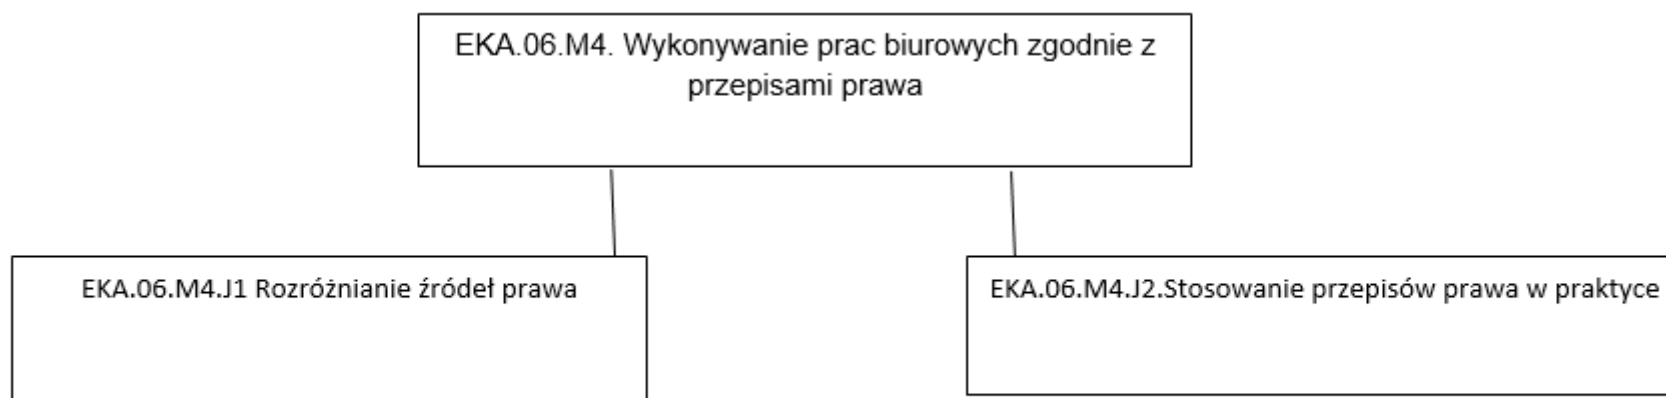 EKA.06.M4. Wykonywanie prac biurowych zgodnie z
przepisami prawa
EKA.06.M4.J1 Rozróżnianie źródeł prawa
EKA.06.M4.J2.Stosowanie przepisów prawa w praktyce